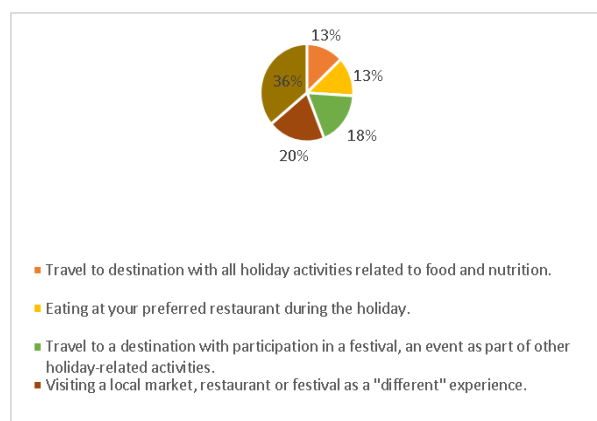 13%
36%
13%
18%
20%
Travel to destination with all holiday activities related to food and nutrition.
Eating at your preferred restaurant during the holiday.
Travel to a destination with participation in a festival, an event as part of other
holiday-related activities.
Visiting a local market, restaurant or festival as a "different" experience.